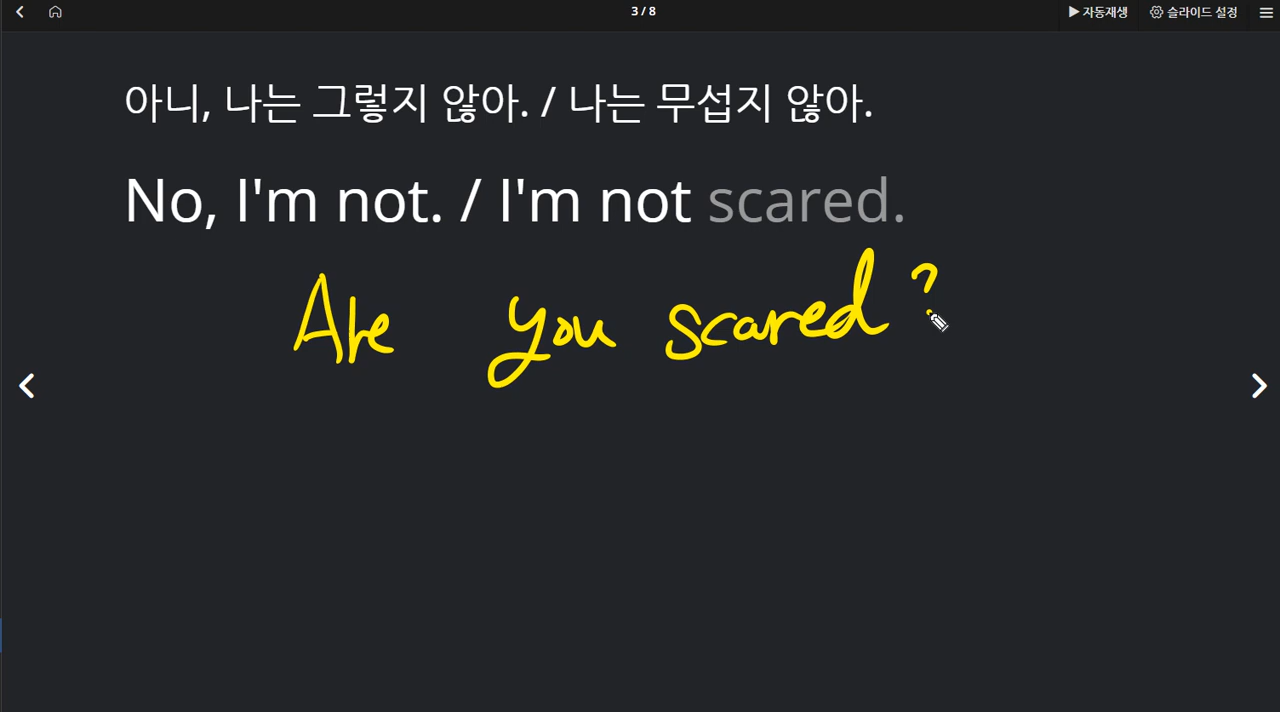 3 / 8
▶ 자동재생
슬라이드 설정
아니, 나는 그렇지 않아. / 나는 무섭지 않아.
No, I'm not. / I'm not scared.
Are you scared?